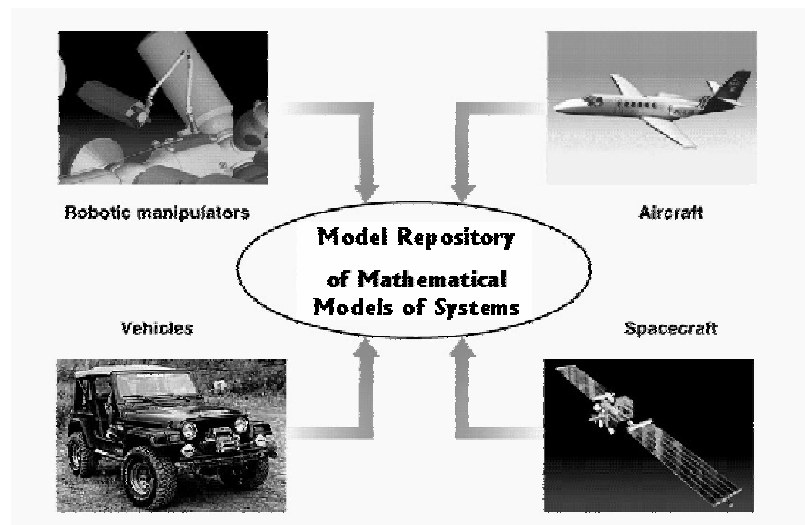 Robotic manipulators
Aircraft
Model Repository
of Mathematical
Models of Systems
Vehicles
Spacecraft